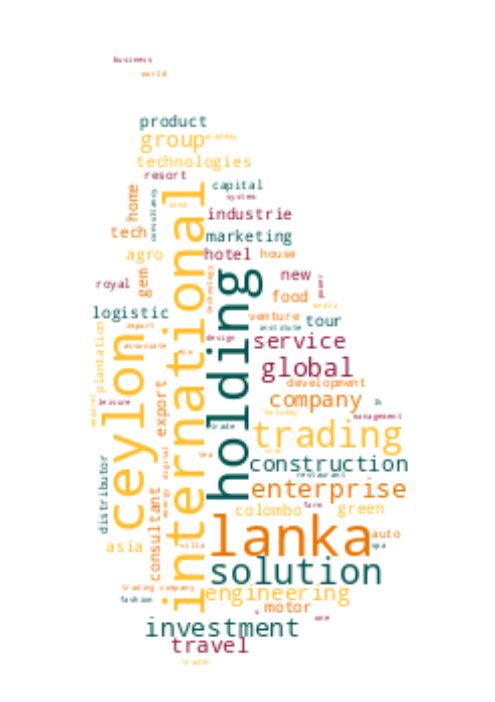 business
world
product
group
academy
technologies
resort
capital
system
home
consultancy
land
industrie
tech
marketing
agro
hotel
house
gem
technology
new
power
royal
food
media
logistic
venture
tour
import
institute
international
holding
ceylon
plantation
associate
eco
design
service
global
development
leisure
export
company
lk
management
apparel
holiday
trade
trading
distributor
digital
tea
star
construction
restaurant
energy
enterprise
consultant
colombo
farm
green
lanka
auto
asia
villa
spa
solution
trading company
engineering
fashion
motor
s
one
investment
travel
trader